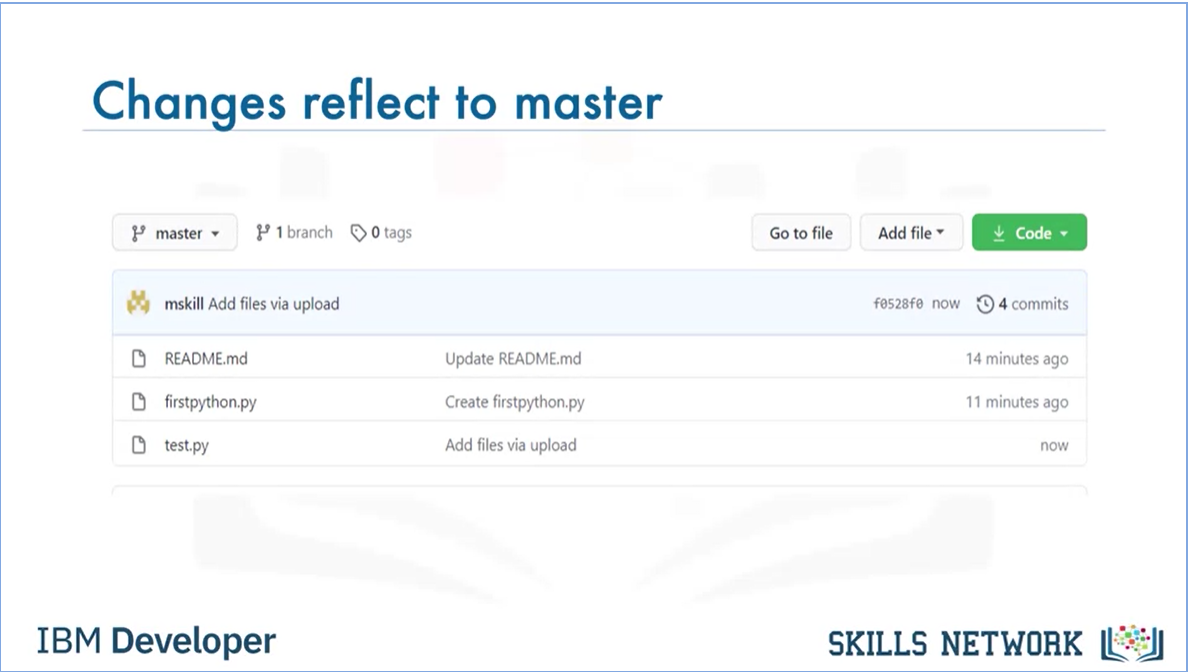 Changes reflect to master
master 1 branch 0 tags Go to file Add file Code
mskill Add files via upload f0528f0 now 4 commits
README.md Update README.md 14 minutes ago
firstpython.py Create firstpython.py 11 minutes ago
test.py Add files via upload now
IBM Developer SKILLS NETWORK